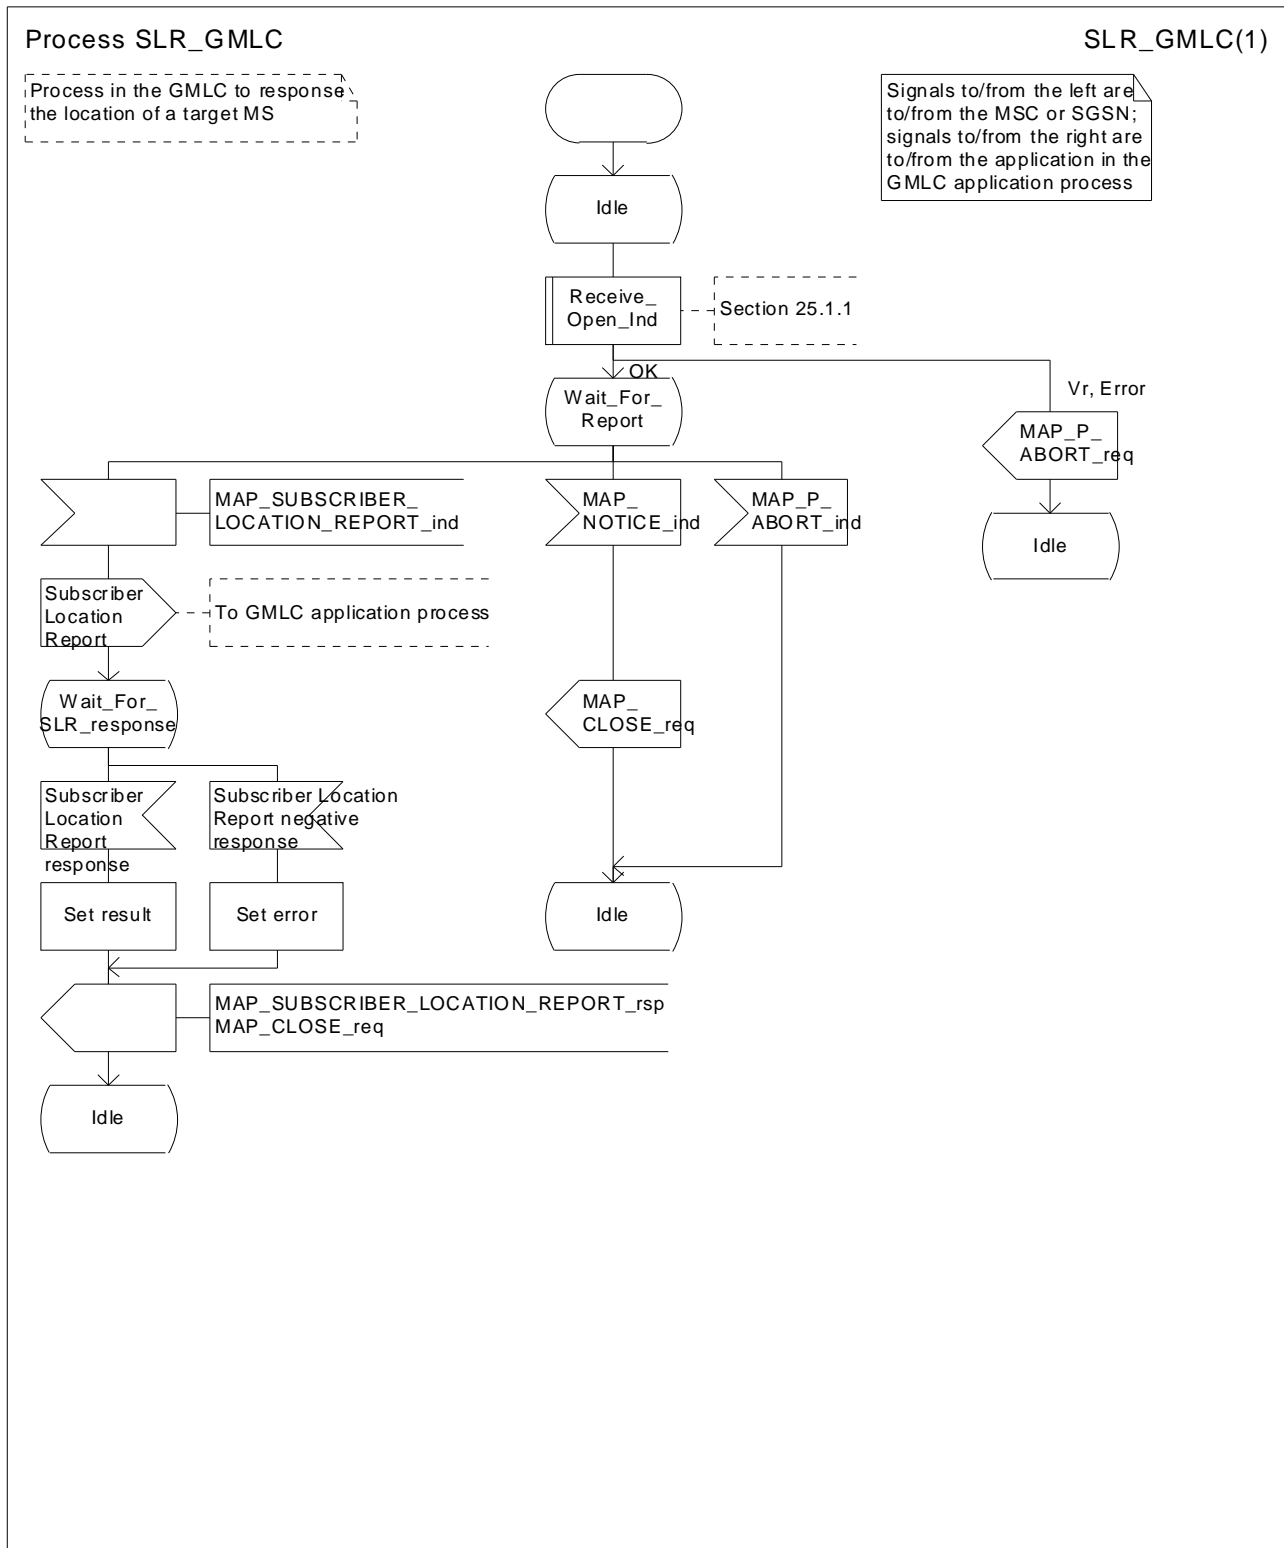 Process SLR_GMLC
SLR_GMLC(1)
Process in the GMLC to response
the location of a target MS
Signals to/from the left are
to/from the MSC or SGSN;
signals to/from the right are
to/from the application in the
GMLC application process
Idle
Receive_
Open_Ind
Section 25.1.1
OK
Vr, Error
Wait_For_
Report
MAP_P_
ABORT_req
Idle
MAP_SUBSCRIBER_
LOCATION_REPORT_ind
MAP_
NOTICE_ind
MAP_P_
ABORT_ind
Subscriber
Location
Report
To GMLC application process
Wait_For_
SLR_response
MAP_
CLOSE_req
Subscriber
Location
Report
response
Subscriber Location
Report negative
response
Set result
Set error
Idle
MAP_SUBSCRIBER_LOCATION_REPORT_rsp
MAP_CLOSE_req
Idle